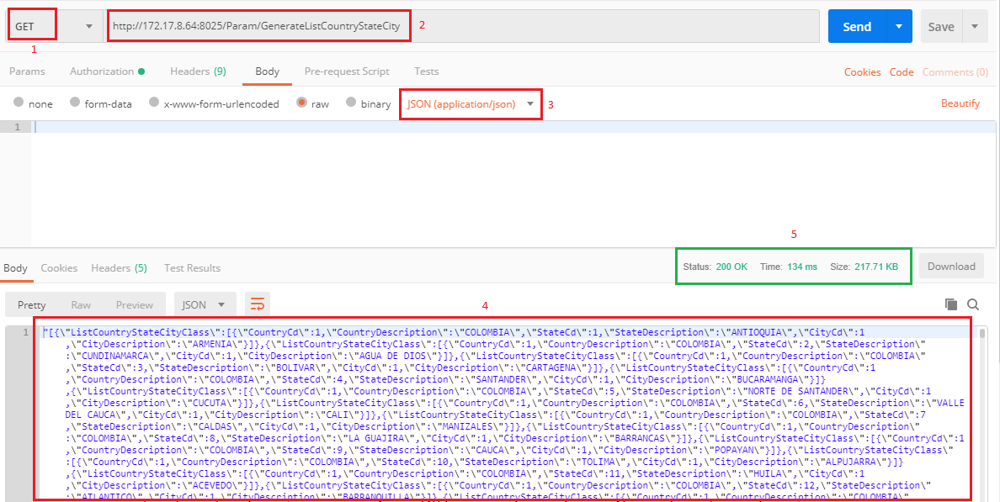 GET
http://172.17.8.64:8025/Param/GenerateListCountryStateCity
2
Send
Save
1
Params Authorization Headers (9) Body Pre-request Script Tests Cookies Code Comments (0)
none form-data x-www-form-urlencoded raw binary JSON (application/json) 3 Beautify
1
5
Body Cookies Headers (5) Test Results Status: 200 OK Time: 134 ms Size: 217.71 KB Download
Pretty Raw Preview JSON 4
1 "[{\"ListCountryStateCityClass\":[{\"CountryCd\":1,\"CountryDescription\":\"COLOMBIA\",\"StateCd\":1,\"StateDescription\":\"ANTIOQUIA\",\"CityCd\":1
,\"CityDescription\":\"ARMENIA\"}]},{\"ListCountryStateCityClass\":[{\"CountryCd\":1,\"CountryDescription\":\"COLOMBIA\",\"StateCd\":2,\"StateDescription\"
:\"CUNDINAMARCA\",\"CityCd\":1,\"CityDescription\":\"AGUA DE DIOS\"}]},{\"ListCountryStateCityClass\":[{\"CountryCd\":1,\"CountryDescription\":\"COLOMBIA\"
,\"StateCd\":3,\"StateDescription\":\"BOLIVAR\",\"CityCd\":1,\"CityDescription\":\"CARTAGENA\"}]},{\"ListCountryStateCityClass\":[{\"CountryCd\":1
,\"CountryDescription\":\"COLOMBIA\",\"StateCd\":4,\"StateDescription\":\"SANTANDER\",\"CityCd\":1,\"CityDescription\":\"BUCARAMANGA\"}]}
,{\"ListCountryStateCityClass\":[{\"CountryCd\":1,\"CountryDescription\":\"COLOMBIA\",\"StateCd\":5,\"StateDescription\":\"NORTE DE SANTANDER\",\"CityCd\":1
,\"CityDescription\":\"CUCUTA\"}]},{\"ListCountryStateCityClass\":[{\"CountryCd\":1,\"CountryDescription\":\"COLOMBIA\",\"StateCd\":6,\"StateDescription\":\"VALLE
DEL CAUCA\",\"CityCd\":1,\"CityDescription\":\"CALI\"}]},{\"ListCountryStateCityClass\":[{\"CountryCd\":1,\"CountryDescription\":\"COLOMBIA\",\"StateCd\":7
,\"StateDescription\":\"CALDAS\",\"CityCd\":1,\"CityDescription\":\"MANIZALES\"}]},{\"ListCountryStateCityClass\":[{\"CountryCd\":1,\"CountryDescription\"
:\"COLOMBIA\",\"StateCd\":8,\"StateDescription\":\"LA GUAJIRA\",\"CityCd\":1,\"CityDescription\":\"BARRANCAS\"}]},{\"ListCountryStateCityClass\":[{\"CountryCd\":1
,\"CountryDescription\":\"COLOMBIA\",\"StateCd\":9,\"StateDescription\":\"CAUCA\",\"CityCd\":1,\"CityDescription\":\"POPAYAN\"}]},{\"ListCountryStateCityClass\"
:[{\"CountryCd\":1,\"CountryDescription\":\"COLOMBIA\",\"StateCd\":10,\"StateDescription\":\"TOLIMA\",\"CityCd\":1,\"CityDescription\":\"ALPUJARRA\"}]}
,{\"ListCountryStateCityClass\":[{\"CountryCd\":1,\"CountryDescription\":\"COLOMBIA\",\"StateCd\":11,\"StateDescription\":\"HUILA\",\"CityCd\":1
,\"CityDescription\":\"ACEVEDO\"}]},{\"ListCountryStateCityClass\":[{\"CountryCd\":1,\"CountryDescription\":\"COLOMBIA\",\"StateCd\":12,\"StateDescription\"
:\"ATLANTICO\",\"CityCd\":1,\"CityDescription\":\"BARRANQUILLA\"}]},{\"ListCountryStateCityClass\":[{\"CountryCd\":1,\"CountryDescription\":\"COLOMBIA\"